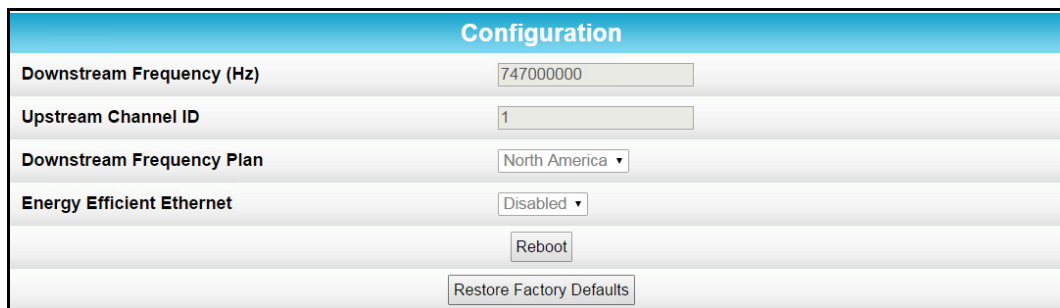 Configuration
Downstream Frequency (Hz) 747000000
Upstream Channel ID 1
Downstream Frequency Plan North America
Energy Efficient Ethernet Disabled
Reboot
Restore Factory Defaults